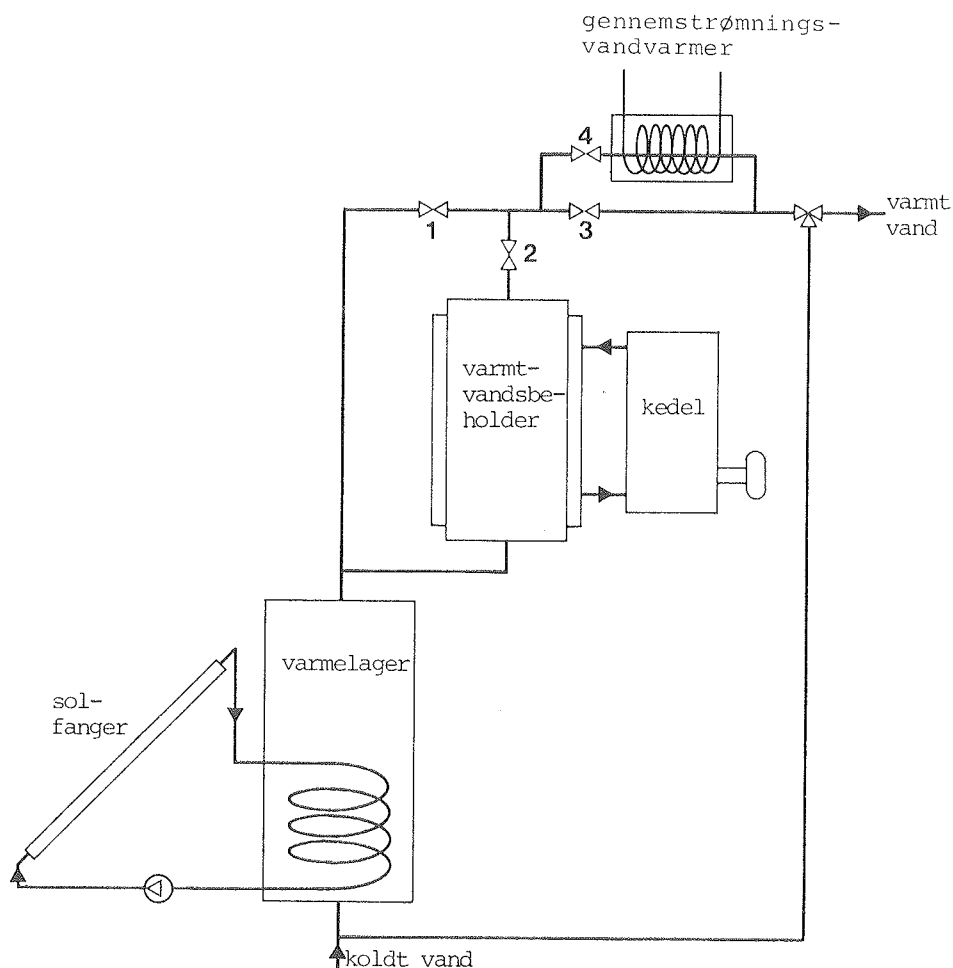 gennemstrømnings-
vandvarmer
4
1
3
varmt
vand
2
varmt-
vandsbe-
holder
kedel
varmelager
sol-
fanger
koldt vand